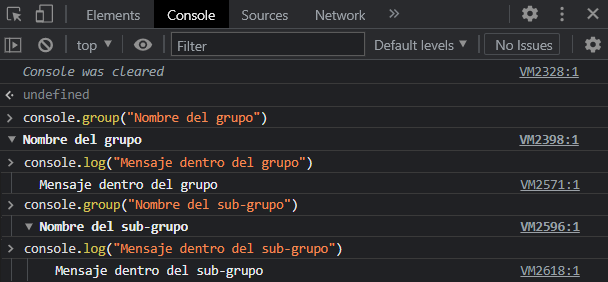 Elements Console Sources Network »
top Filter Default levels No Issues
Console was cleared VM2328:1
undefined
console.group("Nombre del grupo")
Nombre del grupo VM2398:1
console.log("Mensaje dentro del grupo")
Mensaje dentro del grupo VM2571:1
console.group("Nombre del sub-grupo")
Nombre del sub-grupo VM2596:1
console.log("Mensaje dentro del sub-grupo")
Mensaje dentro del sub-grupo VM2618:1